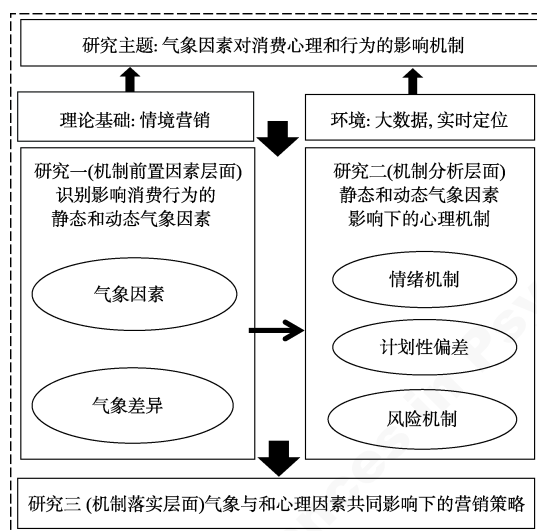 研究主题: 气象因素对消费心理和行为的影响机制
理论基础: 情境营销
环境: 大数据, 实时定位
研究一(机制前置因素层面)
识别影响消费行为的
静态和动态气象因素
气象因素
气象差异
研究二(机制分析层面)
静态和动态气象因素
影响下的心理机制
情绪机制
计划性偏差
风险机制
研究三 (机制落实层面)气象与和心理因素共同影响下的营销策略